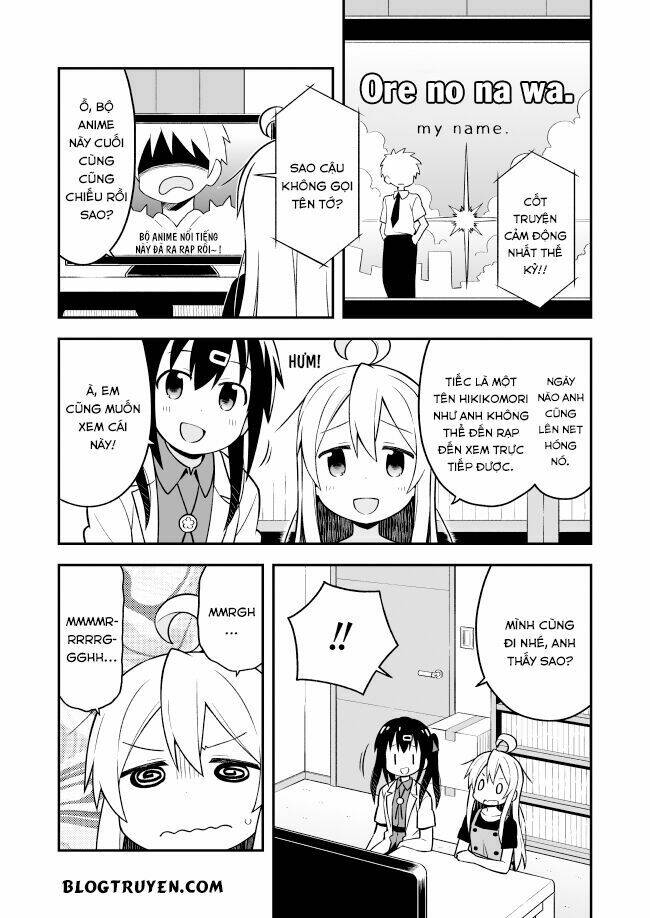 Ore no na wa.
my name.
CỐT
TRUYỆN
CẢM ĐỘNG
NHẤT THẾ
KỶ!!
SAO CẬU
KHÔNG GỌI
TÊN TỚ?
Ồ, BỘ
ANIME
NÀY CUỐI
CÙNG
CŨNG
CHIẾU RỒI
SAO?
BỘ ANIME NỔI TIẾNG
NÀY ĐÃ RA RẠP RỒI~!
NGÀY
NÀO ANH
CŨNG
LÊN NET
HÓNG
NÓ.
TIẾC LÀ MỘT
TÊN HIKIKOMORI
NHƯ ANH KHÔNG
THỂ ĐẾN RẠP
ĐẾN XEM TRỰC
TIẾP ĐƯỢC.
HƯM!
À, EM
CŨNG MUỐN
XEM CÁI
NÀY!
MÌNH CÙNG
ĐI NHÉ, ANH
THẤY SAO?
!!
MMRGH
...
MMMMR-
RRRRG-
GGHH...
BLOGTRUYEN.COM